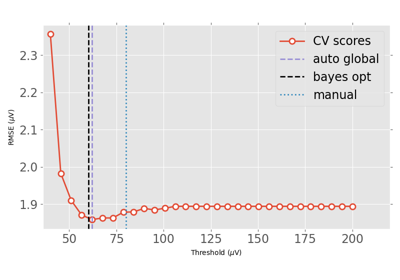 2.3
2.2
2.1
2.0
1.9
RMSE (µV)
CV scores
auto global
bayes opt
manual
50 75 100 125 150 175 200
Threshold (µV)